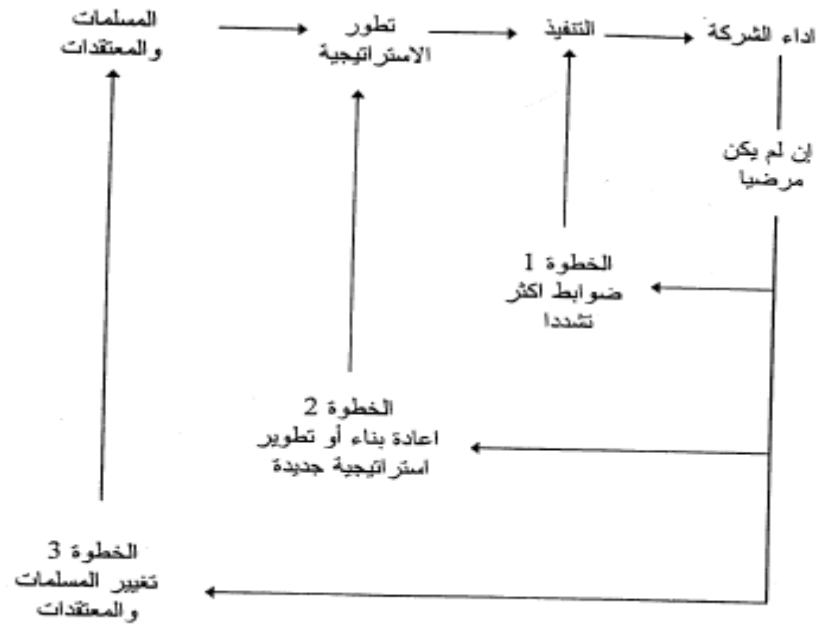 المسلمات
والمعتقدات
تطور
الاستراتيجية
التنفيذ
اداء الشركة
إن لم يكن
مرضيا
الخطوة 1
ضوابط اكثر
تشددا
الخطوة 2
اعادة بناء أو تطوير
استراتيجية جديدة
الخطوة 3
تغيير المسلمات
والمعتقدات